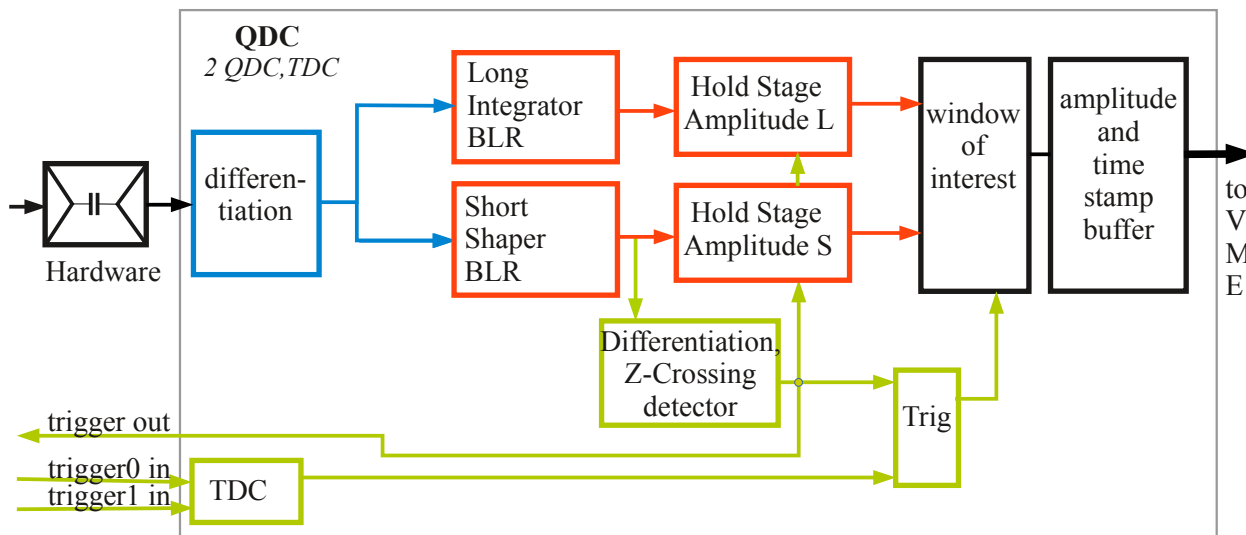 QDC
2 QDC,TDC
Long
Integrator
BLR
Hold Stage
Amplitude L
window
of
interest
amplitude
and
time
stamp
buffer
differen-
tiation
Hardware
Short
Shaper
BLR
Hold Stage
Amplitude S
to
V
M
E
Differentiation,
Z-Crossing
detector
Trig
trigger out
trigger0 in
trigger1 in
TDC